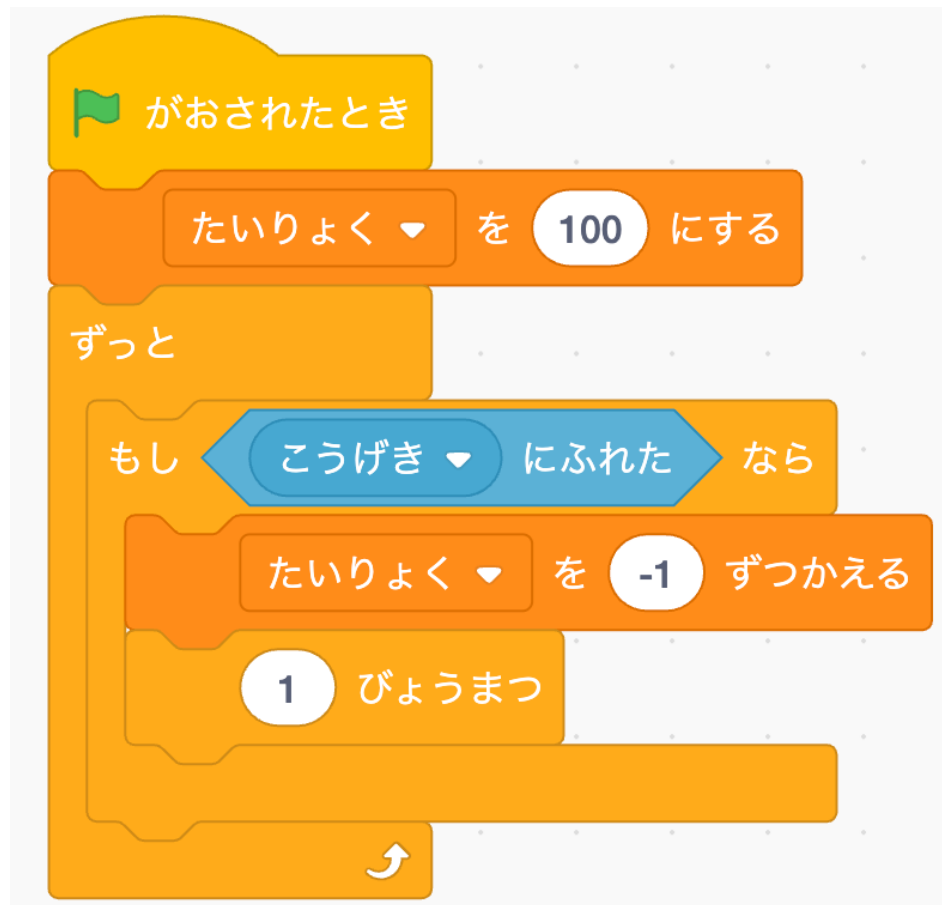 がおされたとき
たいりょく を 100 にする
ずっと
もし こうげき にふれた なら
たいりょく を -1 ずつかえる
1 びょうまつ